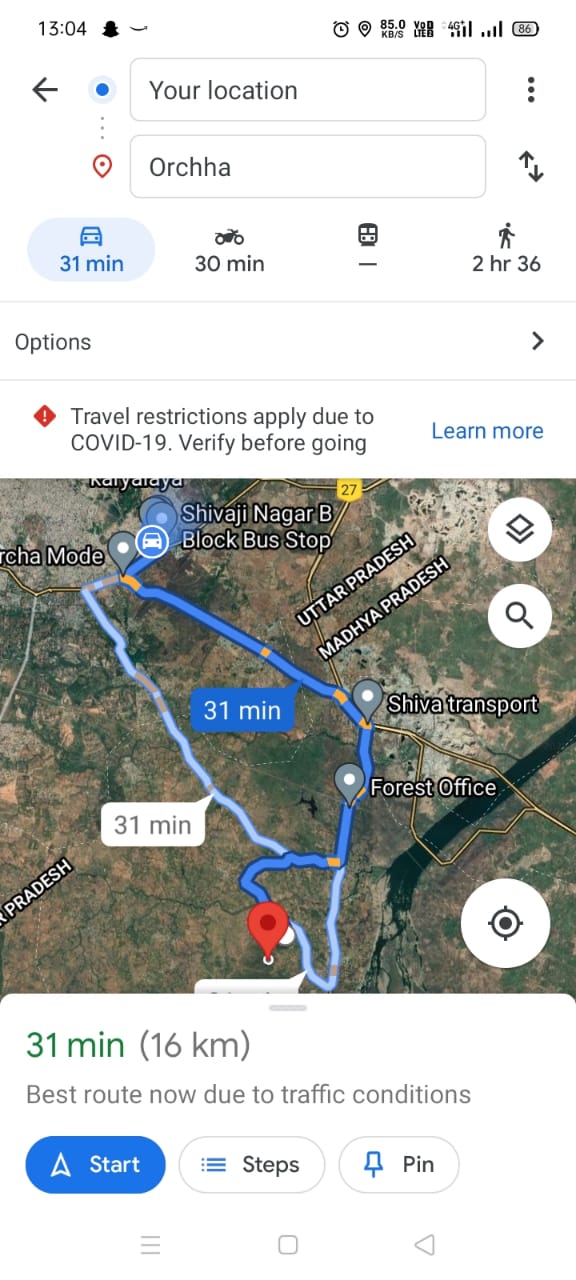 13:04
85.0 KB/S
VoD LTED
4G+
86
Your location
Orchha
31 min
30 min
—
2 hr 36
Options
Travel restrictions apply due to
COVID-19. Verify before going
Learn more
27
Shivaji Nagar B
Block Bus Stop
rcha Mode
UTTAR PRADESH
MADHYA PRADESH
31 min
Shiva transport
Forest Office
31 min
R PRADESH
31 min (16 km)
Best route now due to traffic conditions
Start
Steps
Pin